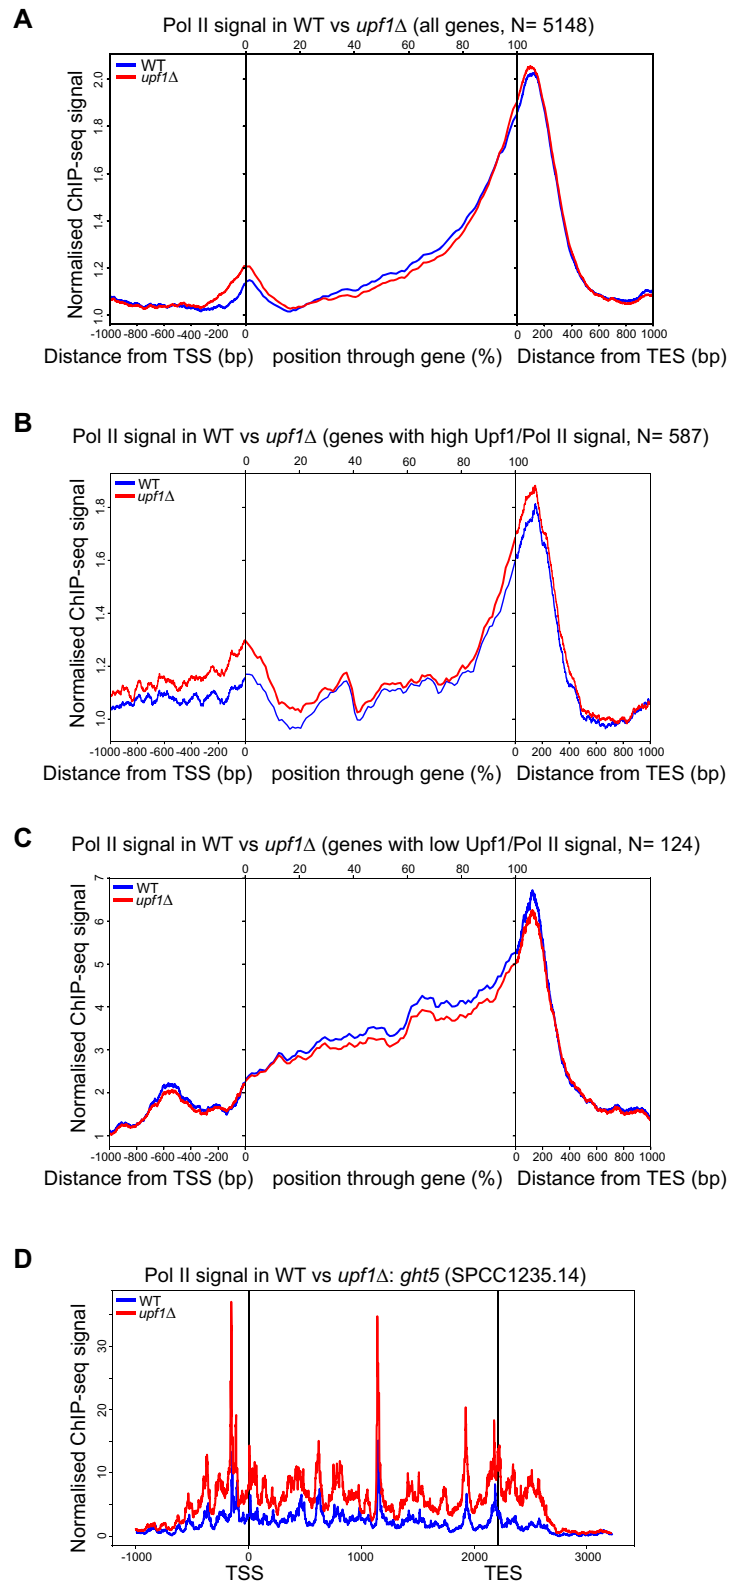 A
Pol II signal in WT vs upf1Δ (all genes, N= 5148)
0 20 40 60 80 100
WT
upf1Δ
Normalised ChIP-seq signal
2.0
1.8
1.6
1.4
1.2
1.0
-1000 -800 -600 -400 -200 0 0 200 400 600 800 1000
Distance from TSS (bp) position through gene (%) Distance from TES (bp)
B
Pol II signal in WT vs upf1Δ (genes with high Upf1/Pol II signal, N= 587)
0 20 40 60 80 100
WT
upf1Δ
Normalised ChIP-seq signal
1.8
1.6
1.4
1.2
1.0
-1000 -800 -600 -400 -200 0 0 200 400 600 800 1000
Distance from TSS (bp) position through gene (%) Distance from TES (bp)
C
Pol II signal in WT vs upf1Δ (genes with low Upf1/Pol II signal, N= 124)
0 20 40 60 80 100
WT
upf1Δ
Normalised ChIP-seq signal
7
6
5
4
3
2
1
-1000 -800 -600 -400 -200 0 0 200 400 600 800 1000
Distance from TSS (bp) position through gene (%) Distance from TES (bp)
D
Pol II signal in WT vs upf1Δ: ght5 (SPCC1235.14)
WT
upf1Δ
Normalised ChIP-seq signal
30
20
10
0
-1000 0 1000 2000 3000
TSS TES